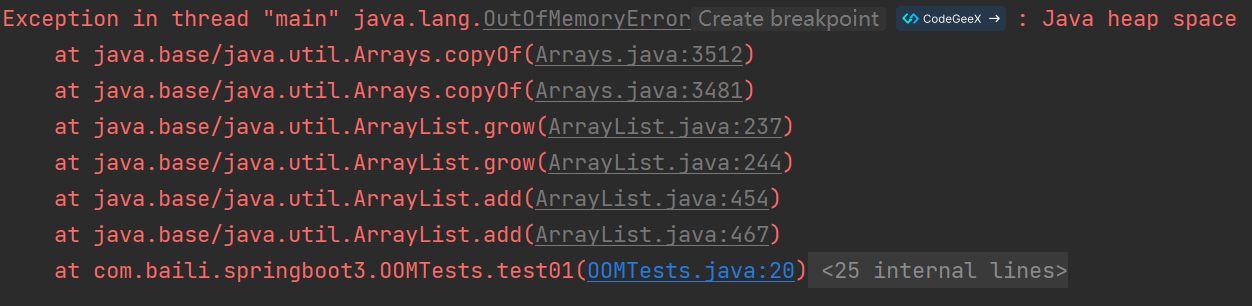 Exception in thread "main" java.lang.OutOfMemoryError Create breakpoint CodeGeeX → : Java heap space
at java.base/java.util.Arrays.copyOf(Arrays.java:3512)
at java.base/java.util.Arrays.copyOf(Arrays.java:3481)
at java.base/java.util.ArrayList.grow(ArrayList.java:237)
at java.base/java.util.ArrayList.grow(ArrayList.java:244)
at java.base/java.util.ArrayList.add(ArrayList.java:454)
at java.base/java.util.ArrayList.add(ArrayList.java:467)
at com.baili.springboot3.OOMTests.test01(OOMTests.java:20) <25 internal lines>